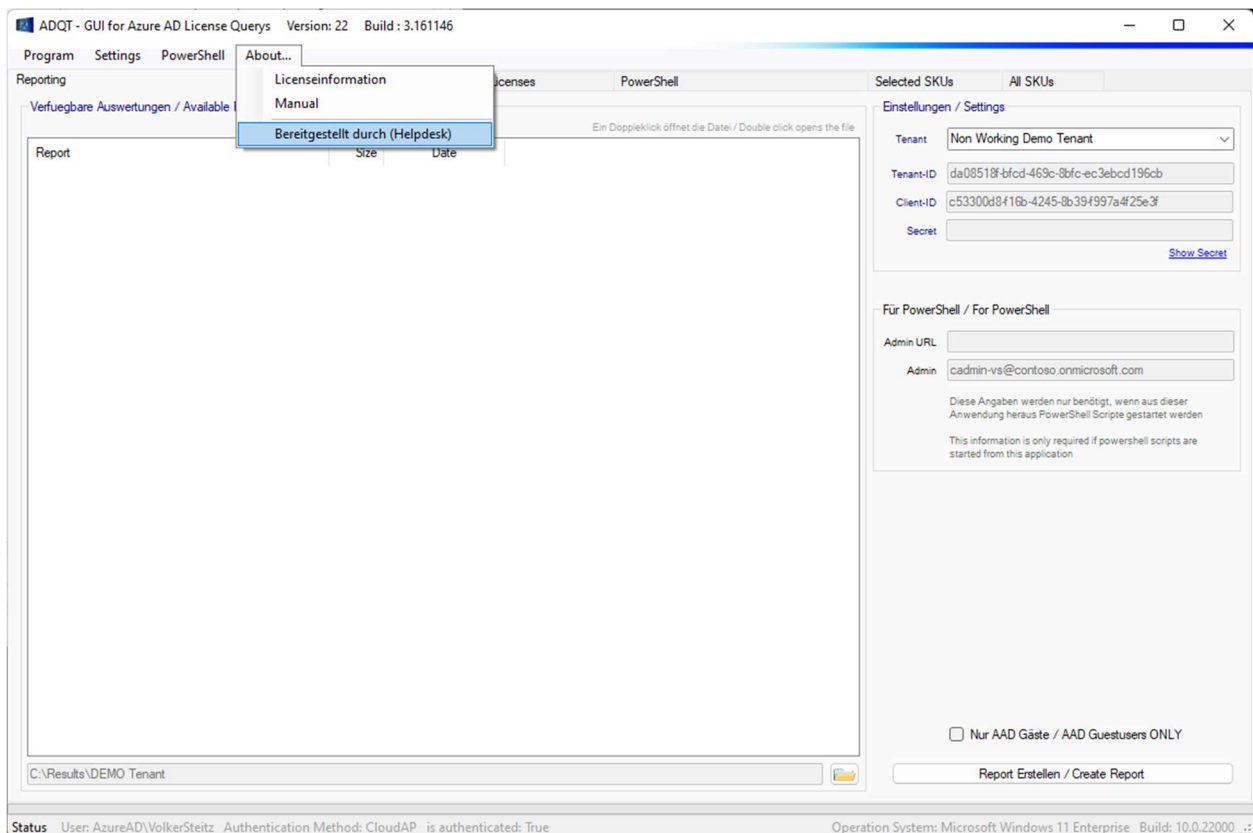 ADQT - GUI for Azure AD License Querys Version: 22 Build : 3.161146
Program Settings PowerShell About...
Licenseinformation
Manual
Bereitgestellt durch (Helpdesk)
Reporting PowerShell Selected SKUs All SKUs
Verfuegbare Auswertungen / Available
Ein Doppleklick öffnet die Datei / Double click opens the file
Report Size Date
C:\Results\DEMO Tenant
Einstellungen / Settings
Tenant Non Working Demo Tenant
Tenant-ID da08518f-bfcd-469c-8bfc-ec3ebcd196cb
Client-ID c53300d8-f16b-4245-8b39-f997a4f25e3f
Secret
Show Secret
Für PowerShell / For PowerShell
Admin URL
Admin cadmin-vs@contoso.onmicrosoft.com
Diese Angaben werden nur benötigt, wenn aus dieser
Anwendung heraus PowerShell Scripte gestartet werden
This information is only required if powershell scripts are
started from this application
Nur AAD Gäste / AAD Guestusers ONLY
Report Erstellen / Create Report
Status User: AzureAD\VolkerSteitz Authentication Method: CloudAP is authenticated: True Operation System: Microsoft Windows 11 Enterprise Build: 10.0.22000